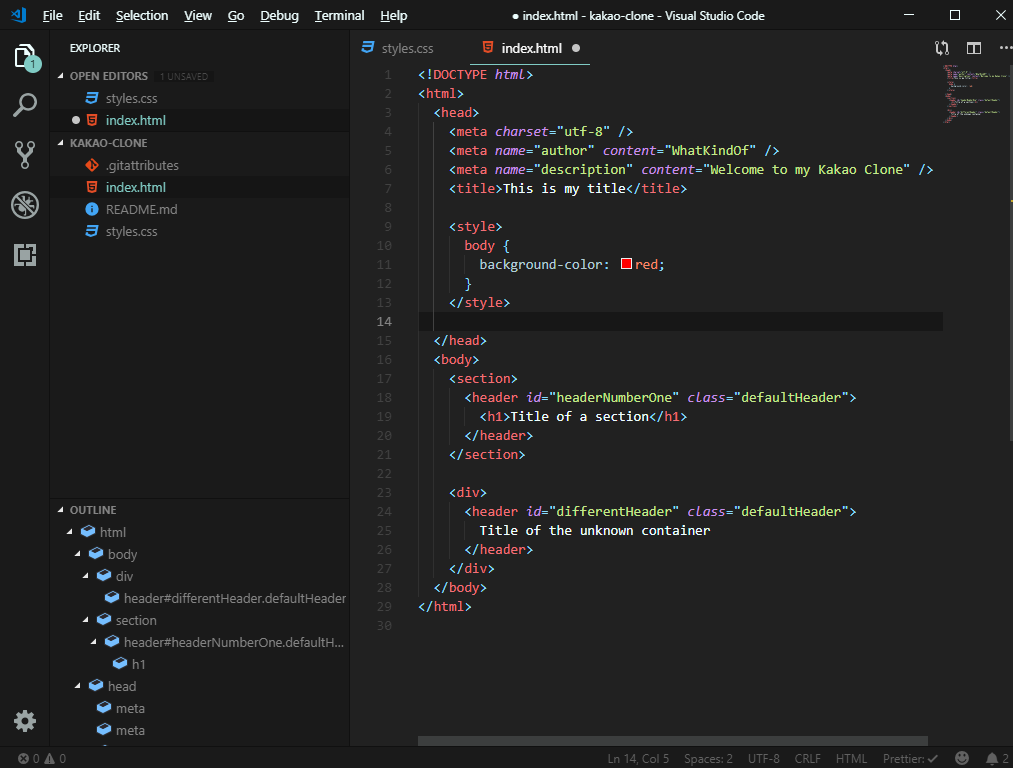 File Edit Selection View Go Debug Terminal Help ● index.html - kakao-clone - Visual Studio Code
EXPLORER
OPEN EDITORS 1 UNSAVED
styles.css
index.html
KAKAO-CLONE
.gitattributes
index.html
README.md
styles.css
OUTLINE
html
body
div
header#differentHeader.defaultHeader
section
header#headerNumberOne.defaultH...
h1
head
meta
meta
1
styles.css index.html
1 <!DOCTYPE html>
2 <html>
3 <head>
4 <meta charset="utf-8" />
5 <meta name="author" content="WhatKindOf" />
6 <meta name="description" content="Welcome to my Kakao Clone" />
7 <title>This is my title</title>
8
9 <style>
10 body {
11 background-color: red;
12 }
13 </style>
14
15 </head>
16 <body>
17 <section>
18 <header id="headerNumberOne" class="defaultHeader">
19 <h1>Title of a section</h1>
20 </header>
21 </section>
22
23 <div>
24 <header id="differentHeader" class="defaultHeader">
25 Title of the unknown container
26 </header>
27 </div>
28 </body>
29 </html>
30
0 0 Ln 14, Col 5 Spaces: 2 UTF-8 CRLF HTML Prettier: ✓ 2